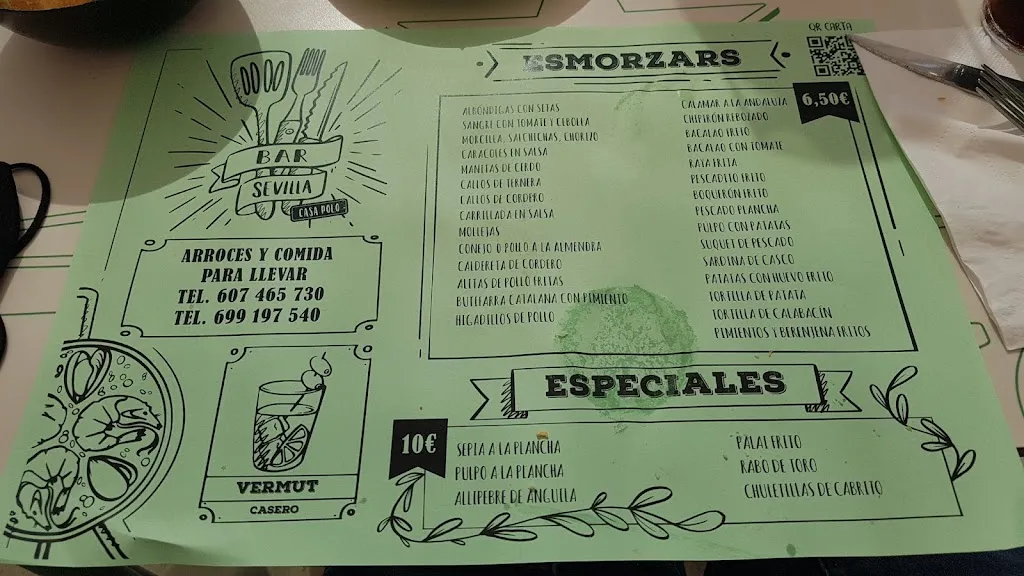 BAR
SEVILLA
CASA POLO
ARROCES Y COMIDA
PARA LLEVAR
TEL. 607 465 730
TEL. 699 197 540
VERMUT
CASERO
QR CARTA
ESMORZARS
6,50€
ALBÓNDIGAS CON SETAS
SANGRE CON TOMATE Y CEBOLLA
MORCILLA, SALCHICHAS, CHORIZO
CARACOLES EN SALSA
MANITAS DE CERDO
CALLOS DE TERNERA
CALLOS DE CORDERO
CARRILLADA EN SALSA
MOLLEJAS
CONEJO O POLLO A LA ALMENDRA
CALDERETA DE CORDERO
ALITAS DE POLLO FRITAS
BUTIFARRA CATALANA CON PIMIENTO
HIGADILLOS DE POLLO
CALAMAR A LA ANDALUZA
CHIPIRÓN REBOZADO
BACALAO FRITO
BACALAO CON TOMATE
RAYA FRITA
PESCADITO FRITO
BOQUERÓN FRITO
PESCADO PLANCHA
PULPO CON PATATAS
SUQUET DE PESCADO
SARDINA DE CASCO
PATATAS CON HUEVO FRITO
TORTILLA DE PATATA
TORTILLA DE CALABACÍN
PIMIENTOS Y BERENJENA FRITOS
ESPECIALES
10€
SEPIA A LA PLANCHA
PULPO A LA PLANCHA
ALLIPEBRE DE ANGUILA
PALAI FRITO
RABO DE TORO
CHULETILLAS DE CABRITO